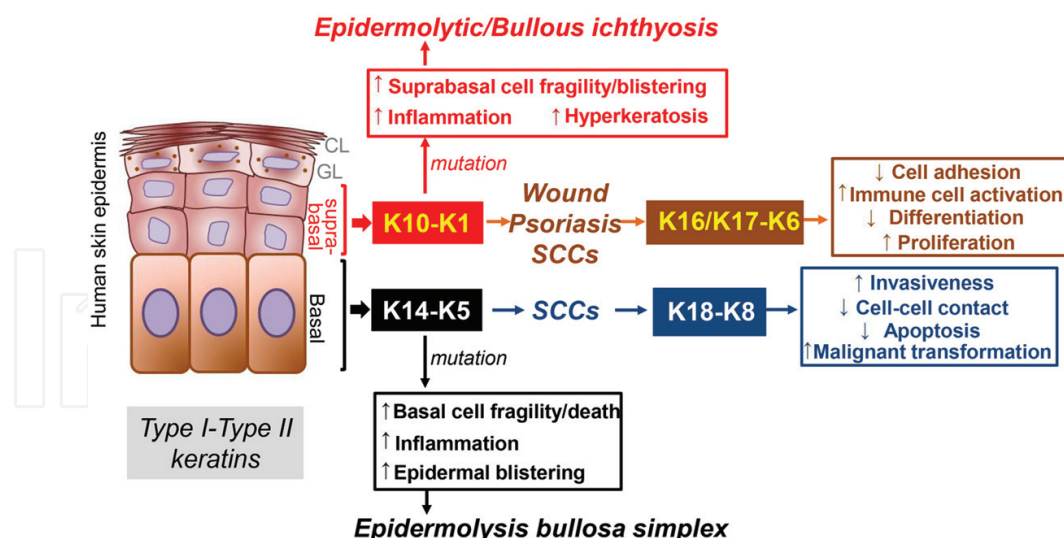 Epidermolytic/Bullous ichthyosis
↑ Suprabasal cell fragility/blistering
↑ Inflammation ↑ Hyperkeratosis
mutation
Human skin epidermis
CL
GL
supra-
basal
Basal
K10-K1
Wound
Psoriasis
SCCs
K16/K17-K6
↓ Cell adhesion
↑Immune cell activation
↓ Differentiation
↑ Proliferation
K14-K5
SCCs
K18-K8
↑ Invasiveness
↓ Cell-cell contact
↓ Apoptosis
↑Malignant transformation
mutation
↑Basal cell fragility/death
↑Inflammation
↑Epidermal blistering
Type I-Type II
keratins
Epidermolysis bullosa simplex